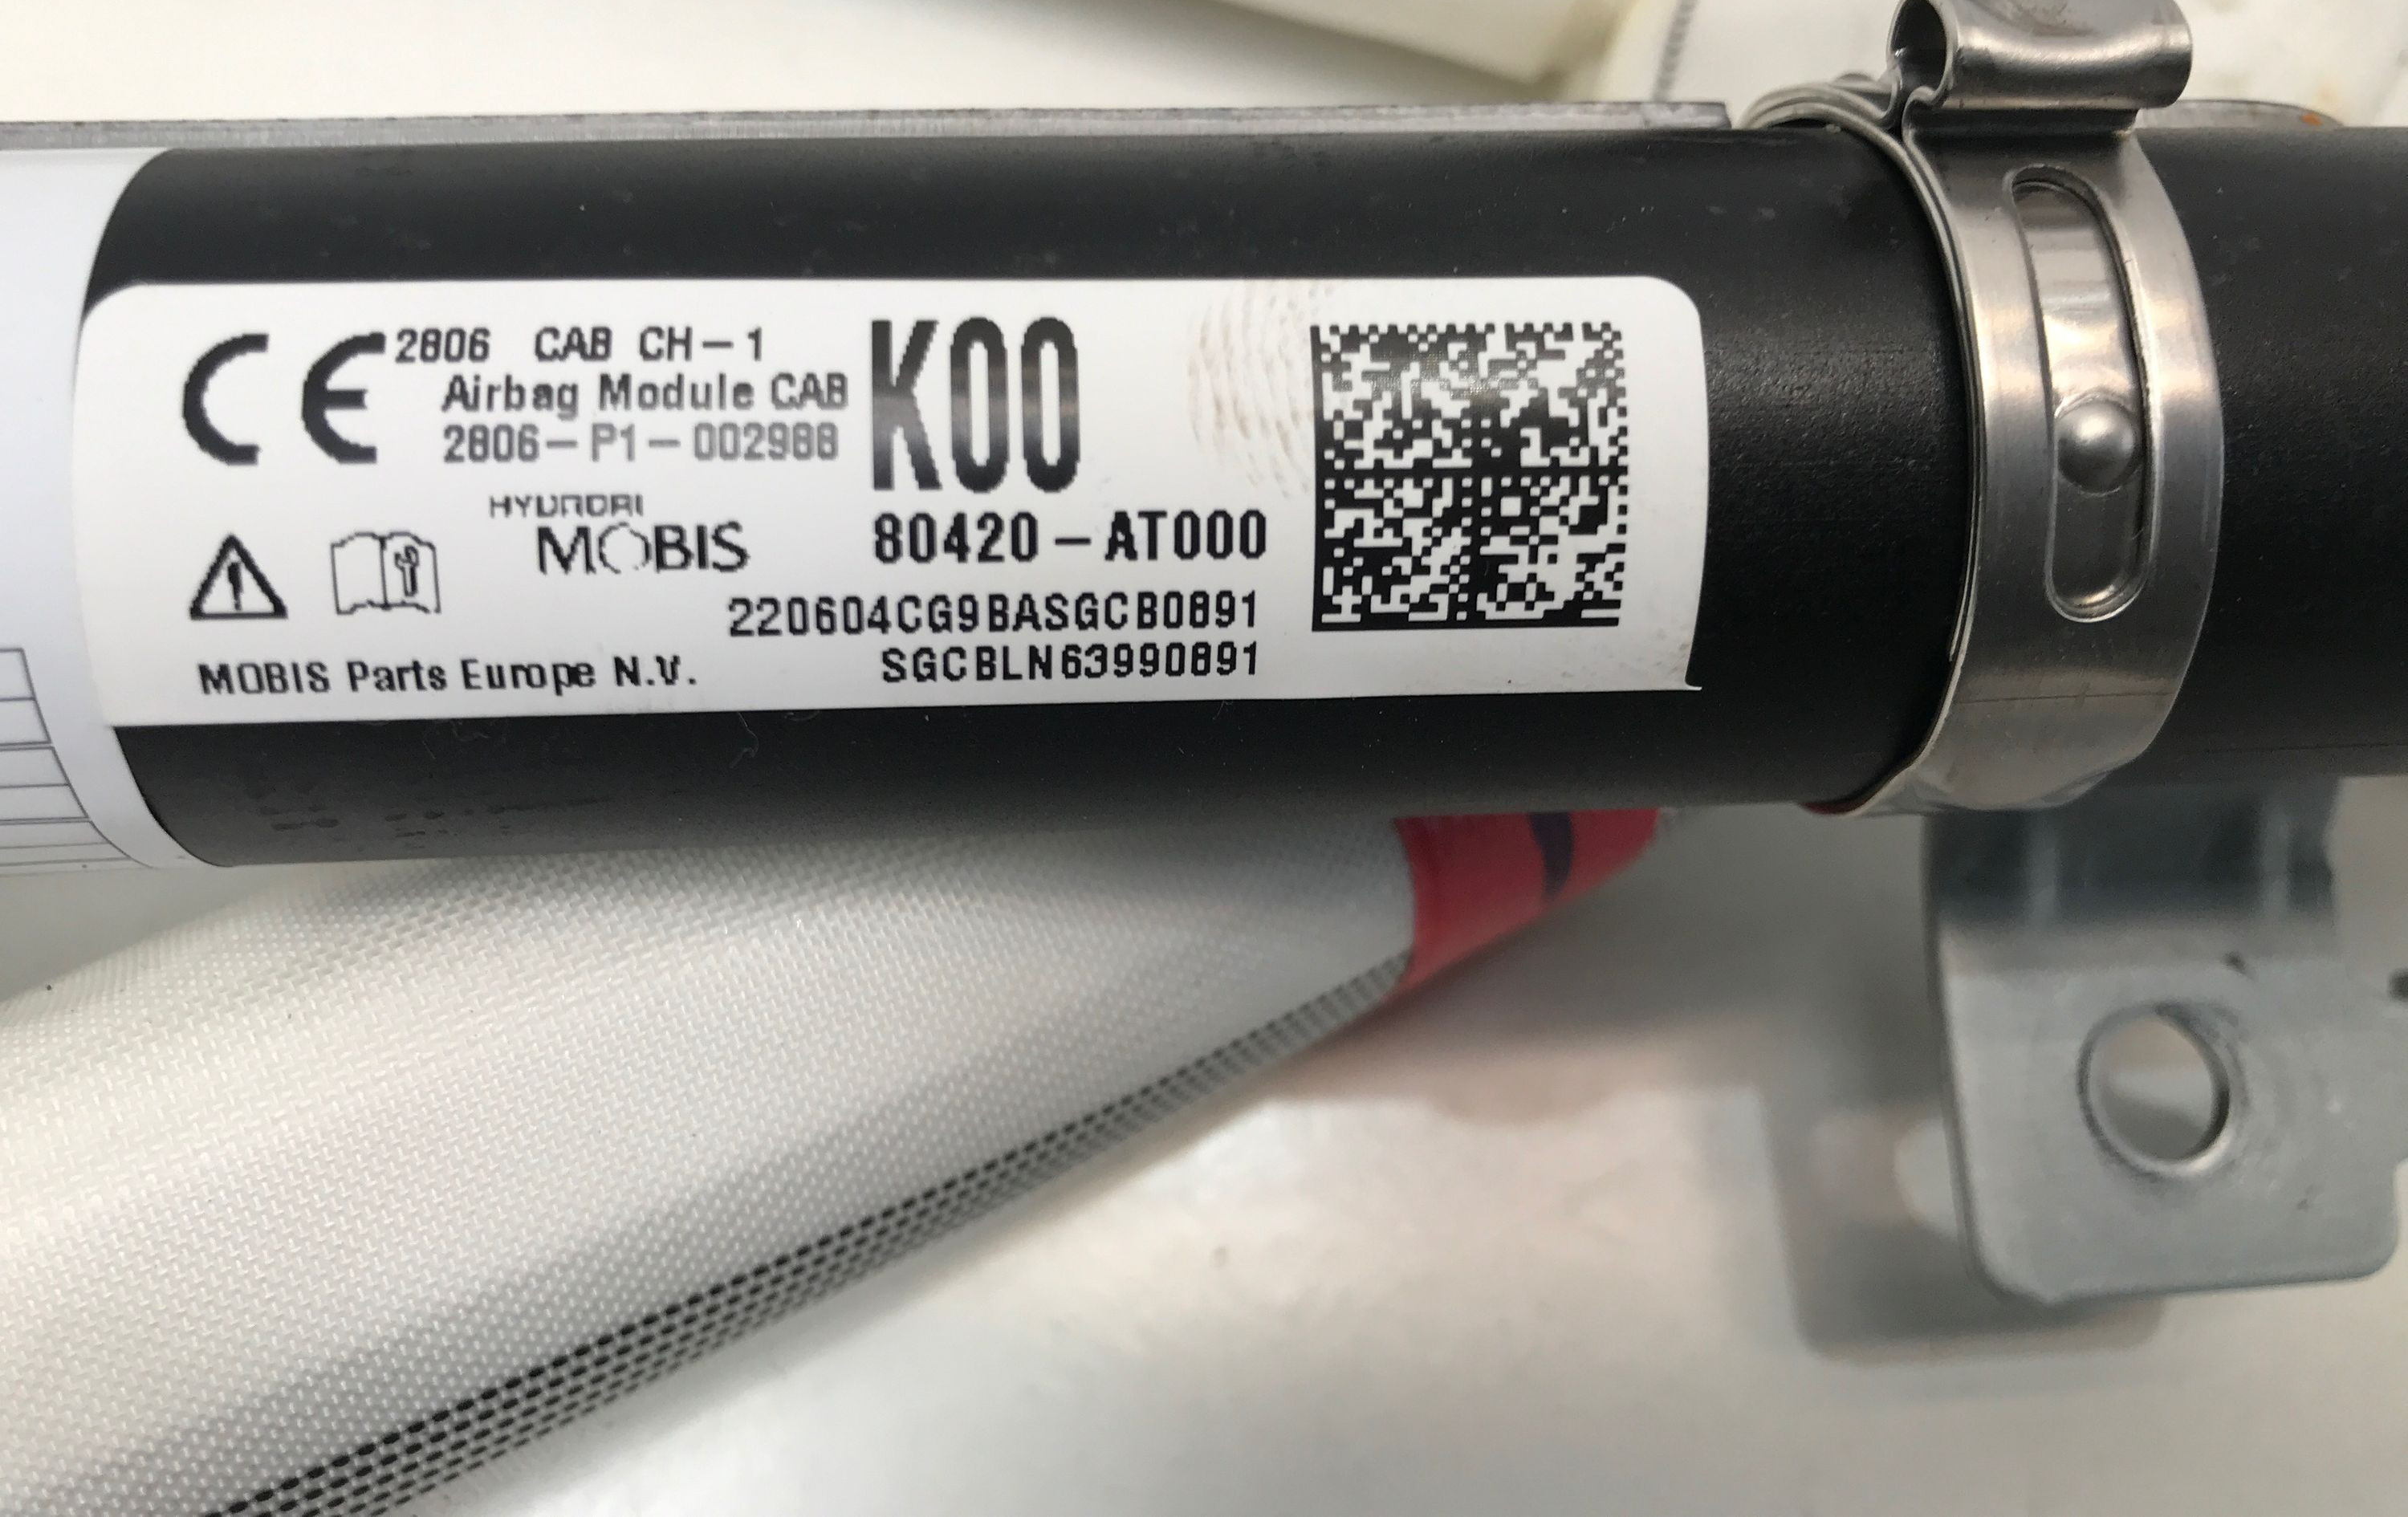 CE 2806 CAB CH-1
Airbag Module CAB
2806-P1-002988
K00
HYUNDAI
MOBIS
80420-AT000
220604CG9BASGCB0891
SGCBLN63990891
MOBIS Parts Europe N.V.